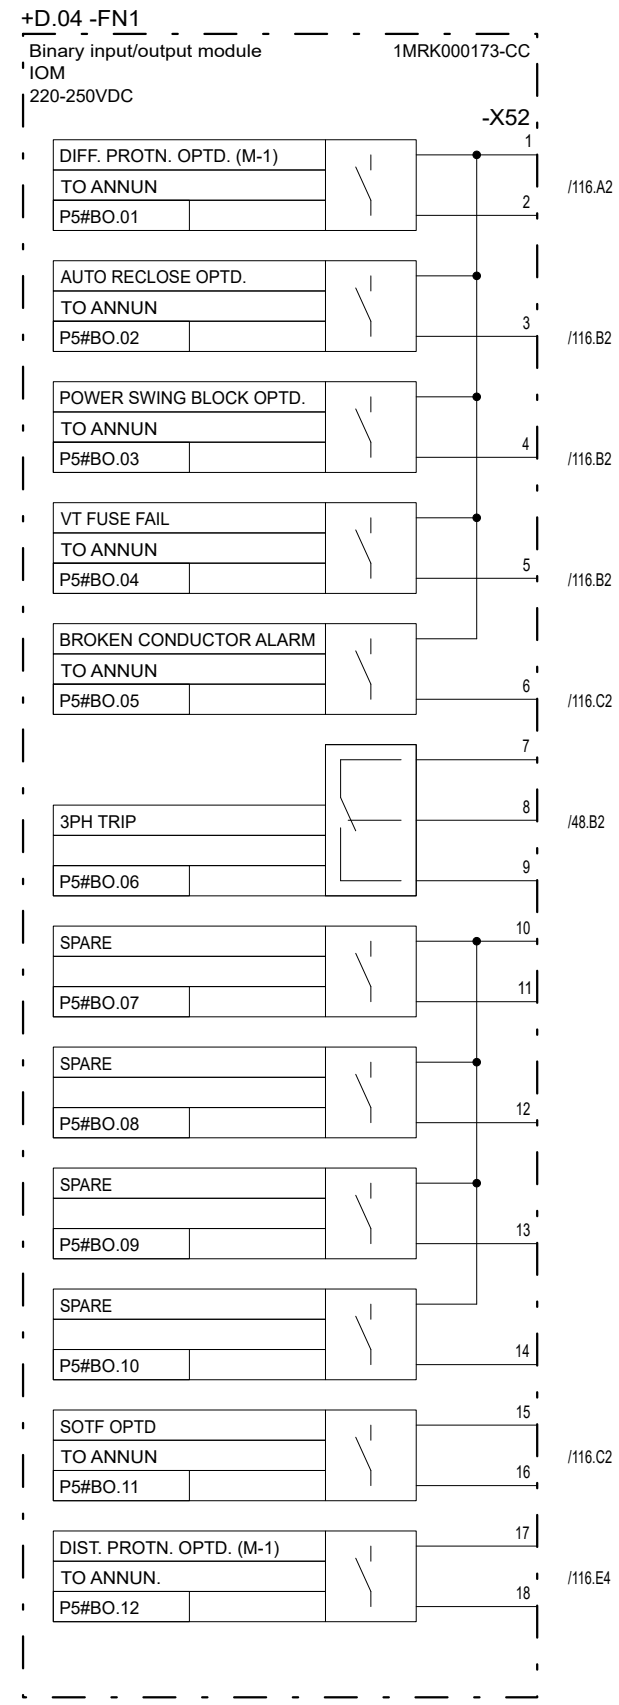 +D.04 -FN1
Binary input/output module 1MRK000173-CC
IOM
220-250VDC
-X52
1
DIFF. PROTN. OPTD. (M-1)
TO ANNUN /116.A2
2
P5#BO.01
AUTO RECLOSE OPTD.
TO ANNUN
3
P5#BO.02 /116.B2
POWER SWING BLOCK OPTD.
TO ANNUN
4
P5#BO.03 /116.B2
VT FUSE FAIL
TO ANNUN
5
P5#BO.04 /116.B2
BROKEN CONDUCTOR ALARM
TO ANNUN
6
P5#BO.05 /116.C2
7
8
3PH TRIP /48.B2
9
P5#BO.06
10
SPARE
11
P5#BO.07
SPARE
12
P5#BO.08
SPARE
13
P5#BO.09
SPARE
14
P5#BO.10
15
SOTF OPTD
TO ANNUN /116.C2
16
P5#BO.11
17
DIST. PROTN. OPTD. (M-1)
TO ANNUN. /116.E4
18
P5#BO.12